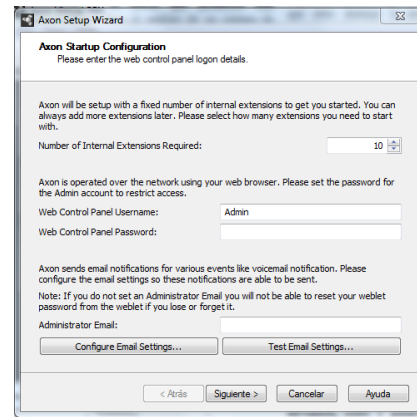 Axon Setup Wizard
Axon Startup Configuration
Please enter the web control panel logon details.
Axon will be setup with a fixed number of internal extensions to get you started. You can
always add more extensions later. Please select how many extensions you need to start
with.
Number of Internal Extensions Required: 10
Axon is operated over the network using your web browser. Please set the password for
the Admin account to restrict access.
Web Control Panel Username: Admin
Web Control Panel Password:
Axon sends email notifications for various events like voicemail notification. Please
configure the email settings so these notifications are able to be sent.
Note: If you do not set an Administrator Email you will not be able to reset your weblet
password from the weblet if you lose or forget it.
Administrator Email:
Configure Email Settings... Test Email Settings...
< Atrás Siguiente > Cancelar Ayuda